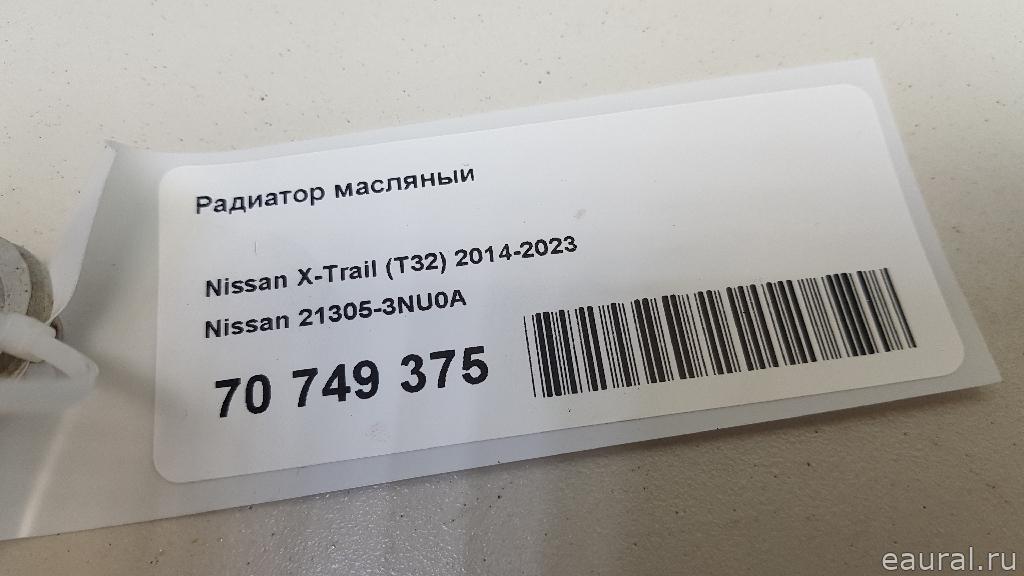 Радиатор масляный
Nissan X-Trail (T32) 2014-2023
Nissan 21305-3NU0A
70 749 375
eaural.ru